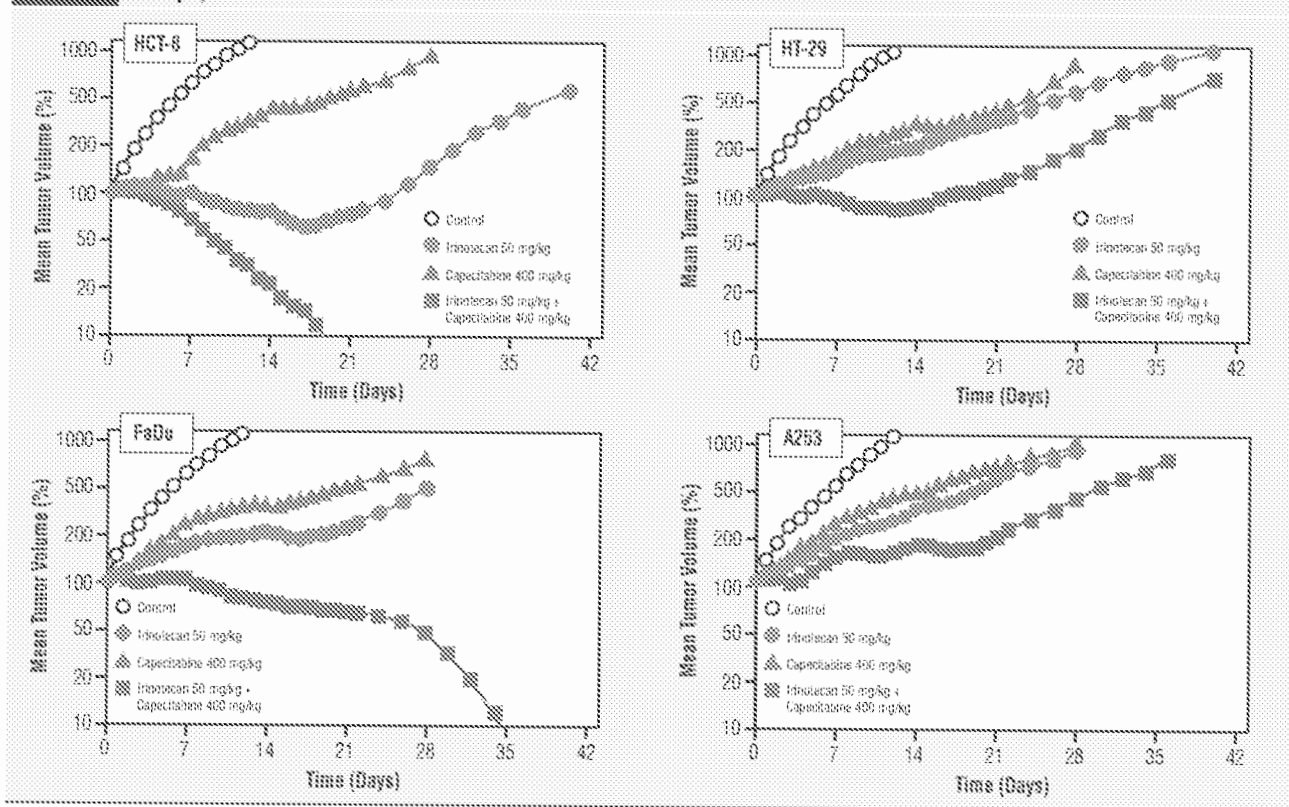 HCT-8
Mean Tumor Volume (%)
1000
500
200
100
50
20
10
0 7 14 21 28 35 42
Time (Days)
Control
Irinotecan 50 mg/kg
Capecitabine 400 mg/kg
Irinotecan 50 mg/kg +
Capecitabine 400 mg/kg
HT-29
Mean Tumor Volume (%)
1000
500
200
100
50
20
10
0 7 14 21 28 35 42
Time (Days)
Control
Irinotecan 50 mg/kg
Capecitabine 400 mg/kg
Irinotecan 50 mg/kg +
Capecitabine 400 mg/kg
FaDu
Mean Tumor Volume (%)
1000
500
200
100
50
20
10
0 7 14 21 28 35 42
Time (Days)
Control
Irinotecan 50 mg/kg
Capecitabine 400 mg/kg
Irinotecan 50 mg/kg +
Capecitabine 400 mg/kg
A253
Mean Tumor Volume (%)
1000
500
200
100
50
20
10
0 7 14 21 28 35 42
Time (Days)
Control
Irinotecan 50 mg/kg
Capecitabine 400 mg/kg
Irinotecan 50 mg/kg +
Capecitabine 400 mg/kg